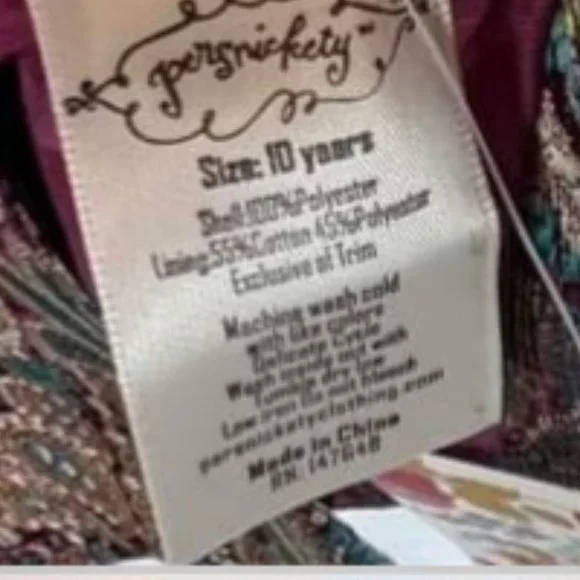 persnickety™
Size: 10 years
Shell:100%Polyester
Lining:55%Cotton 45%Polyester
Exclusive of Trim
Machine wash cold
with like colors
Delicate Cycle
Wash inside out with
Tumble dry low
Low iron Do not bleach
persnicketyclothing.com
Made in China
RN: 147648